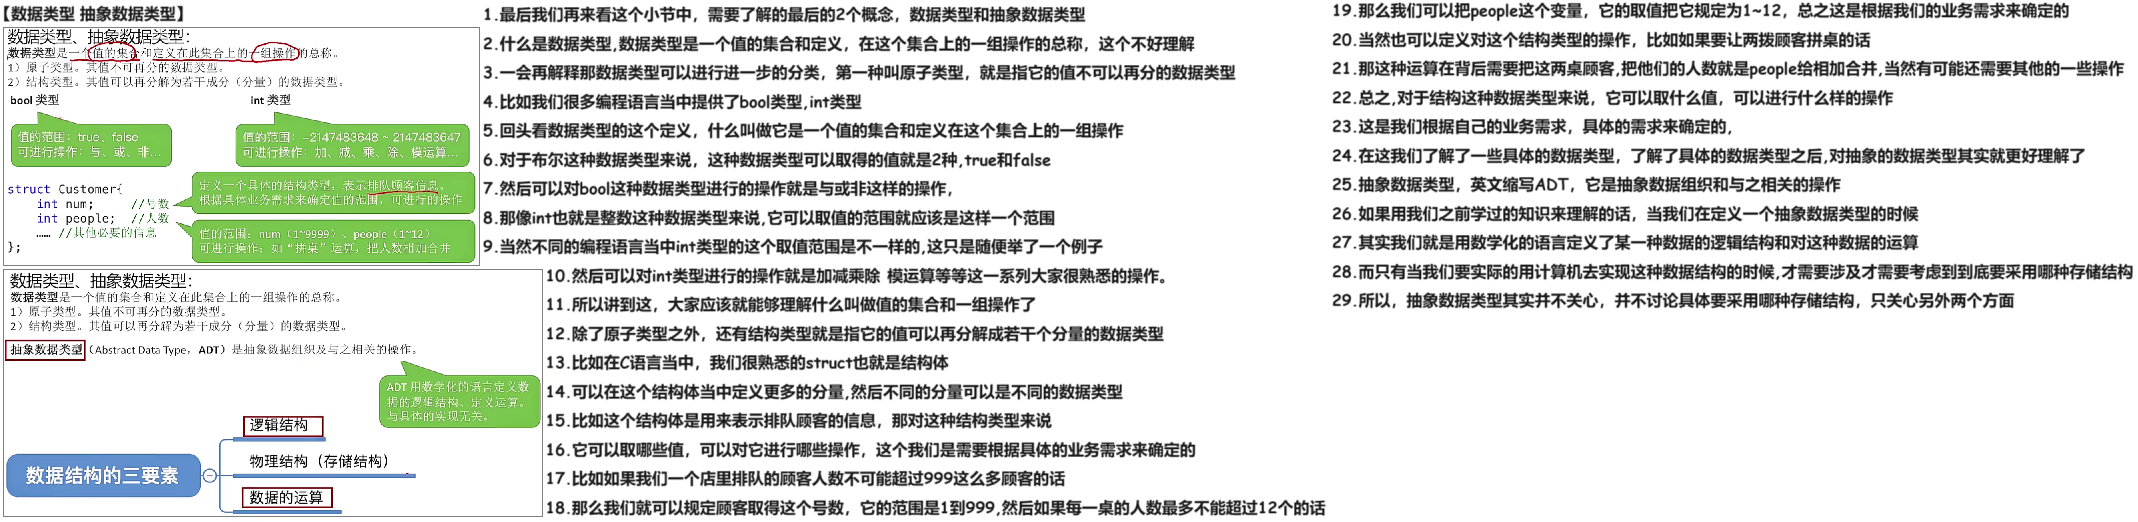 【数据类型 抽象数据类型】
数据类型、抽象数据类型：
数据类型是一个值的集合和定义在此集合上的一组操作的总称。
1）原子类型。其值不可再分的数据类型。
2）结构类型。其值可以再分解为若干成分（分量）的数据类型。
bool 类型
int 类型
值的范围：true、false
可进行操作：与、或、非…
值的范围：-2147483648 ~ 2147483647
可进行操作：加、减、乘、除、模运算…
struct Customer{
int num; //号数
int people; //人数
…… //其他必要的信息
};
定义一个具体的结构类型，表示排队顾客信息。
根据具体业务需求来确定值的范围，可进行的操作
值的范围：num（1~9999）、people（1~12）
可进行操作：如“拼桌”运算，把人数相加合并
数据类型、抽象数据类型：
数据类型是一个值的集合和定义在此集合上的一组操作的总称。
1）原子类型。其值不可再分的数据类型。
2）结构类型。其值可以再分解为若干成分（分量）的数据类型。
抽象数据类型（Abstract Data Type，ADT）是抽象数据组织及与之相关的操作。
ADT 用数学化的语言定义数
据的逻辑结构、定义运算。
与具体的实现无关。
数据结构的三要素
逻辑结构
物理结构（存储结构）
数据的运算
1.最后我们再来看这个小节中，需要了解的最后的2个概念，数据类型和抽象数据类型
2.什么是数据类型,数据类型是一个值的集合和定义，在这个集合上的一组操作的总称，这个不好理解
3.一会再解释那数据类型可以进行进一步的分类，第一种叫原子类型，就是指它的值不可以再分的数据类型
4.比如我们很多编程语言当中提供了bool类型,int类型
5.回头看数据类型的这个定义，什么叫做它是一个值的集合和定义在这个集合上的一组操作
6.对于布尔这种数据类型来说，这种数据类型可以取得的值就是2种,true和false
7.然后可以对bool这种数据类型进行的操作就是与或非这样的操作，
8.那像int也就是整数这种数据类型来说,它可以取值的范围就应该是这样一个范围
9.当然不同的编程语言当中int类型的这个取值范围是不一样的,这只是随便举了一个例子
10.然后可以对int类型进行的操作就是加减乘除 模运算等等这一系列大家很熟悉的操作。
11.所以讲到这，大家应该就能够理解什么叫做值的集合和一组操作了
12.除了原子类型之外，还有结构类型就是指它的值可以再分解成若干个分量的数据类型
13.比如在C语言当中，我们很熟悉的struct也就是结构体
14.可以在这个结构体当中定义更多的分量,然后不同的分量可以是不同的数据类型
15.比如这个结构体是用来表示排队顾客的信息，那对这种结构类型来说
16.它可以取哪些值，可以对它进行哪些操作，这个我们是需要根据具体的业务需求来确定的
17.比如如果我们一个店里排队的顾客人数不可能超过999这么多顾客的话
18.那么我们就可以规定顾客取得这个号数，它的范围是1到999,然后如果每一桌的人数最多不能超过12个的话
19.那么我们可以把people这个变量，它的取值把它规定为1~12，总之这是根据我们的业务需求来确定的
20.当然也可以定义对这个结构类型的操作，比如如果要让两拨顾客拼桌的话
21.那这种运算在背后需要把这两桌顾客,把他们的人数就是people给相加合并,当然有可能还需要其他的一些操作
22.总之,对于结构这种数据类型来说，它可以取什么值，可以进行什么样的操作
23.这是我们根据自己的业务需求，具体的需求来确定的,
24.在这我们了解了一些具体的数据类型，了解了具体的数据类型之后,对抽象的数据类型其实就更好理解了
25.抽象数据类型，英文缩写ADT，它是抽象数据组织和与之相关的操作
26.如果用我们之前学过的知识来理解的话，当我们在定义一个抽象数据类型的时候
27.其实我们就是用数学化的语言定义了某一种数据的逻辑结构和对这种数据的运算
28.而只有当我们要实际的用计算机去实现这种数据结构的时候,才需要涉及才需要考虑到到底要采用哪种存储结构
29.所以，抽象数据类型其实并不关心，并不讨论具体要采用哪种存储结构，只关心另外两个方面